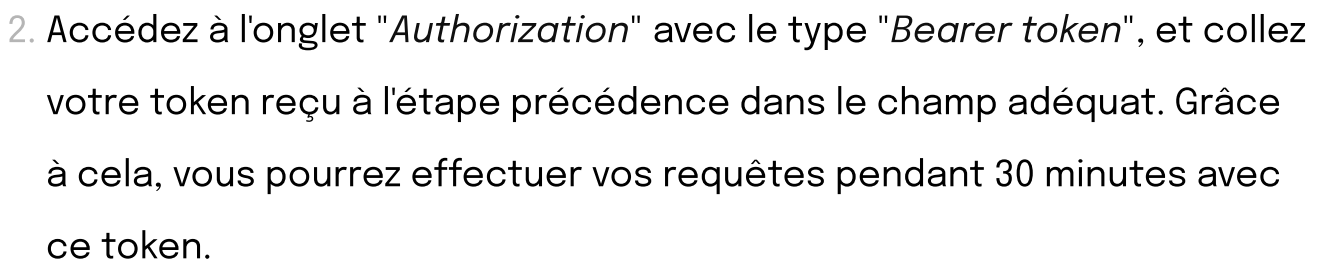 2. Accédez à l'onglet "Authorization" avec le type "Bearer token", et collez
votre token reçu à l'étape précédence dans le champ adéquat. Grâce
à cela, vous pourrez effectuer vos requêtes pendant 30 minutes avec
ce token.